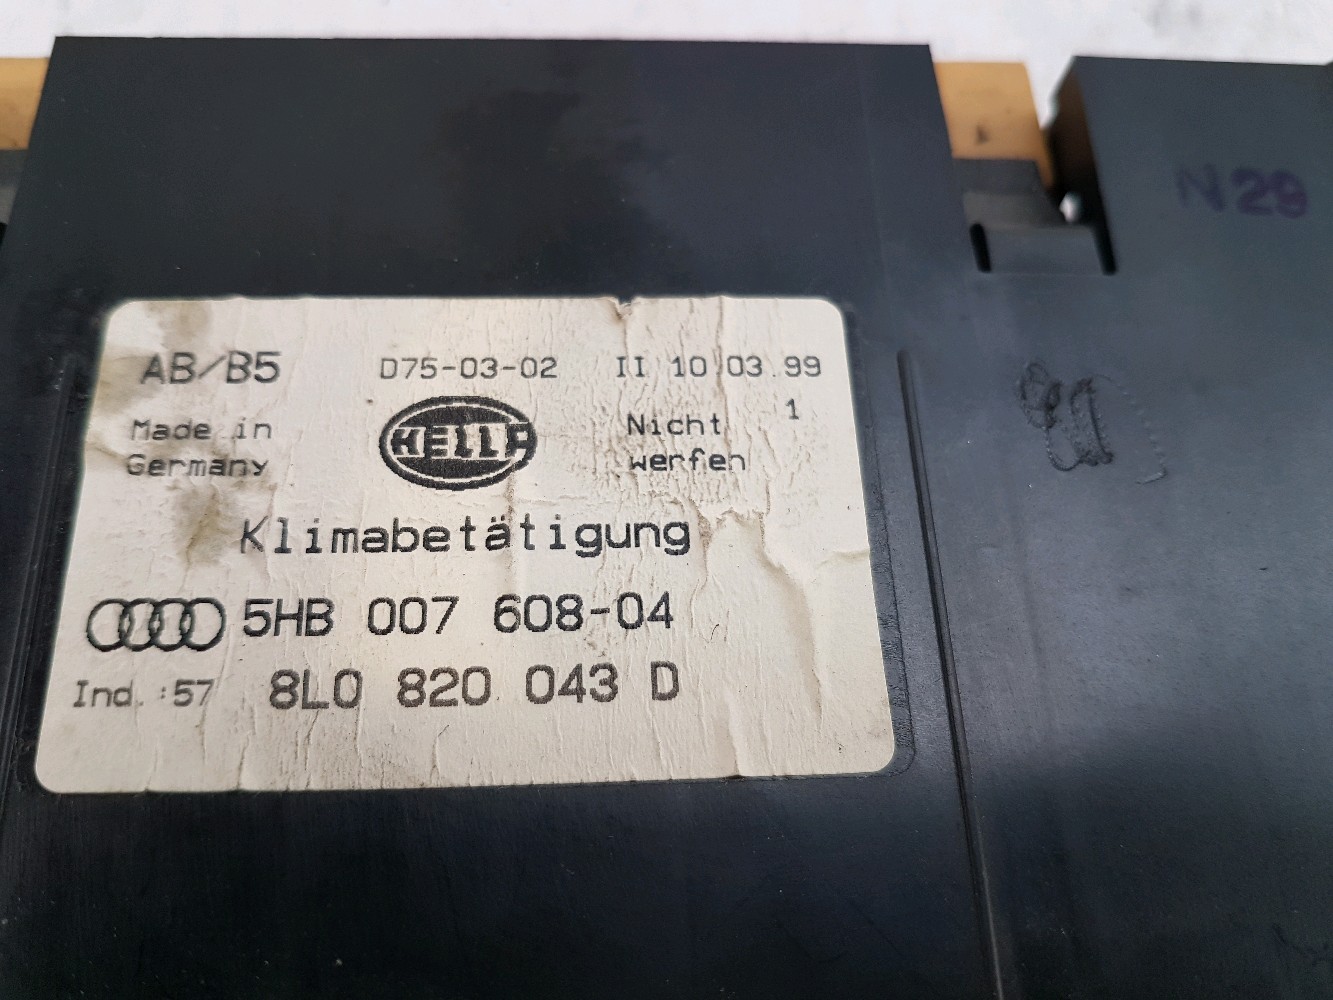 N29
AB/B5 D75-03-02 II 10.03.99
Made in Germany HELLA Nicht werfen 1
Klimabetätigung
5HB 007 608-04
Ind.:57 8L0 820 043 D